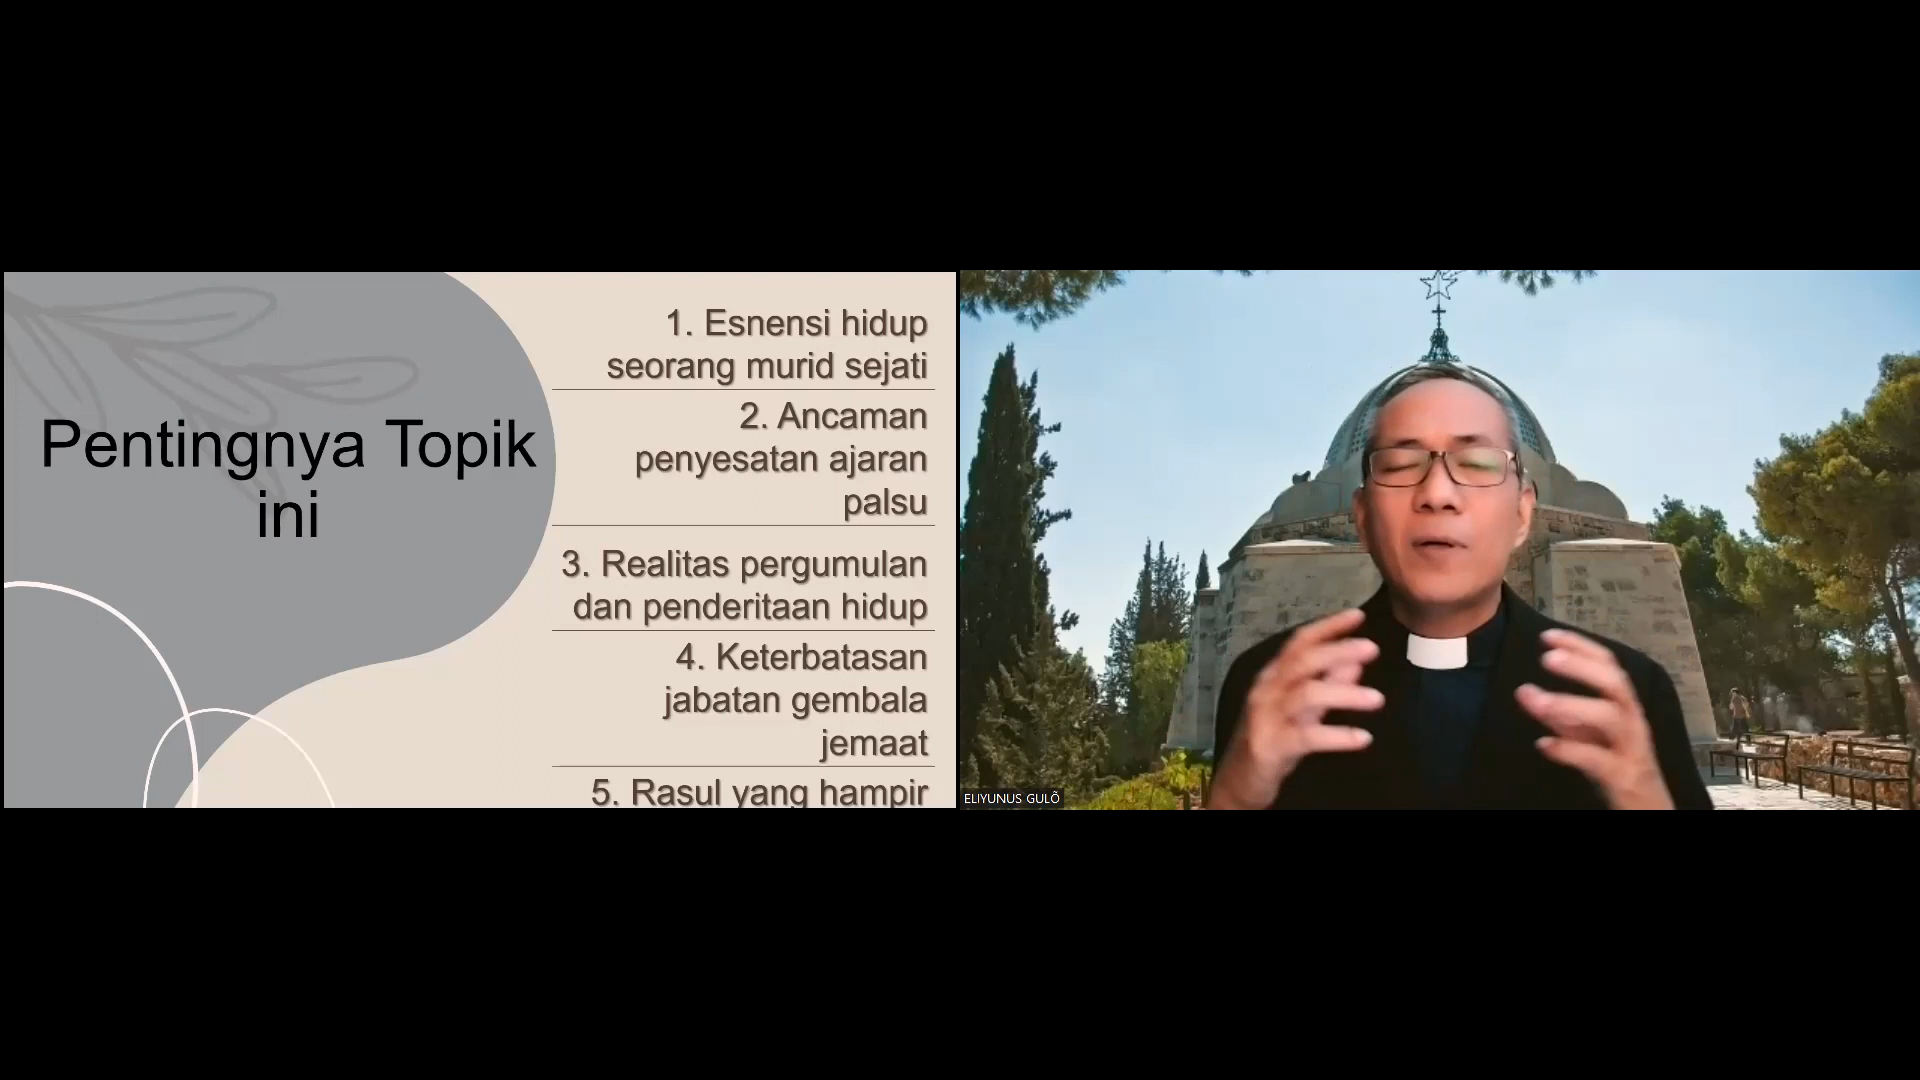 Pentingnya Topik
ini
1. Esnensi hidup
seorang murid sejati
2. Ancaman
penyesatan ajaran
palsu
3. Realitas pergumulan
dan penderitaan hidup
4. Keterbatasan
jabatan gembala
jemaat
5. Rasul yang hampir
ELIYUNUS GULÕ